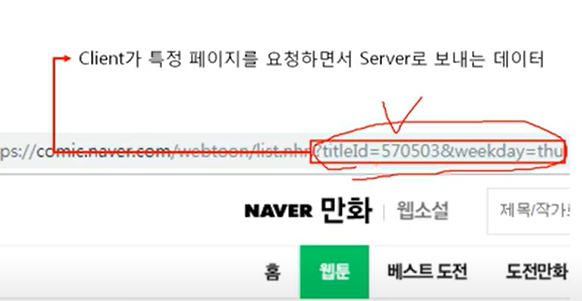 Client가 특정 페이지를 요청하면서 Server로 보내는 데이터
ps://comic.naver.com/webtoon/list.nhn?titleId=570503&weekday=thu
NAVER 만화 | 웹소설 제목/작가
홈 웹툰 베스트 도전 도전만화